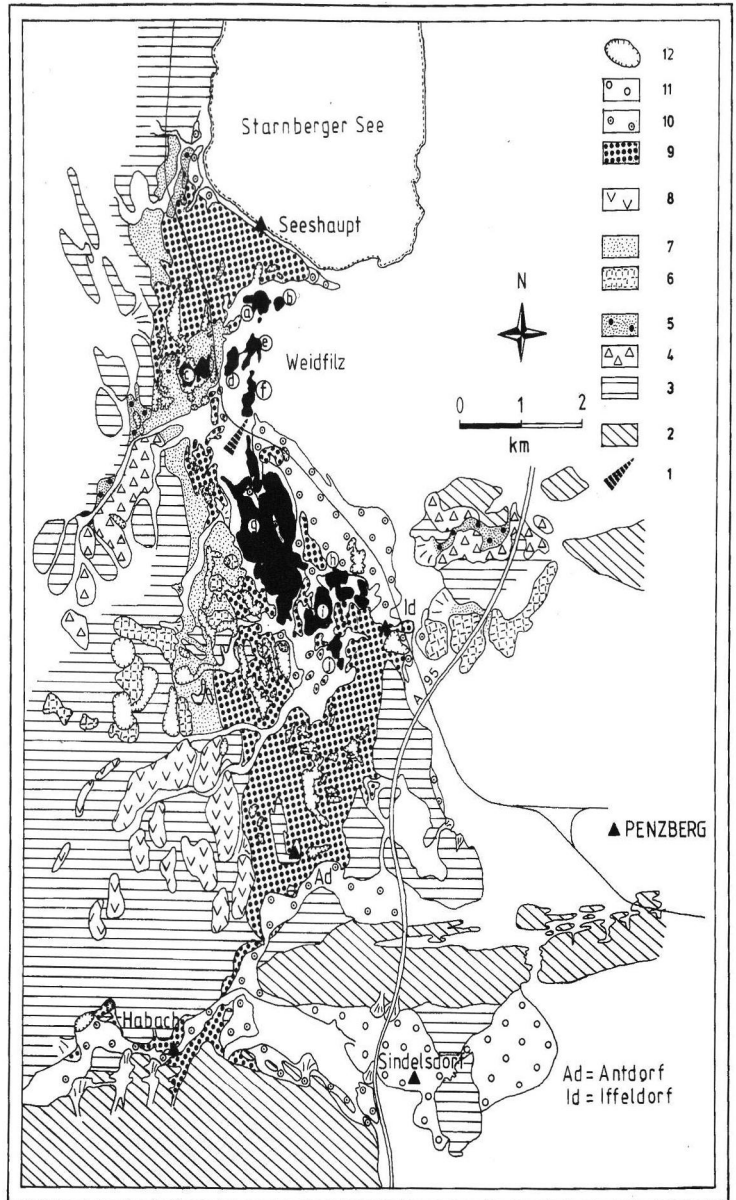 12
11
Starnberger See
10
9
8
Seeshaupt
7
6
N
a
b
5
e
Weidfilz
4
c
d
3
f
0 1 2
km
2
1
g
h
Id
i
j
A 95
PENZBERG
Ad
Habach
Sindelsdorf
Ad = Antdorf
Id = Iffeldorf